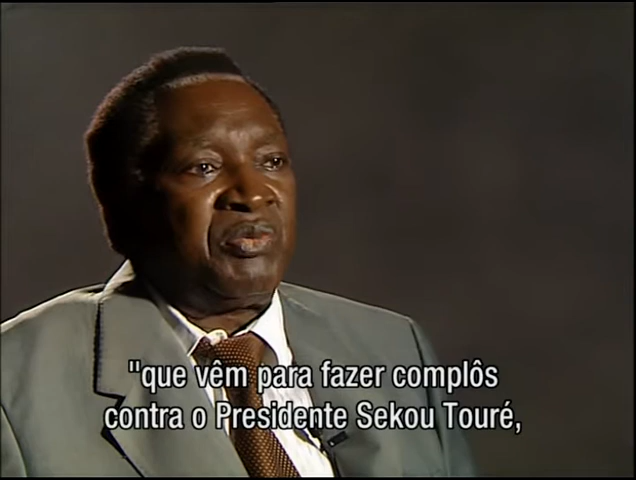 "que vêm para fazer complôs
contra o Presidente Sekou Touré,